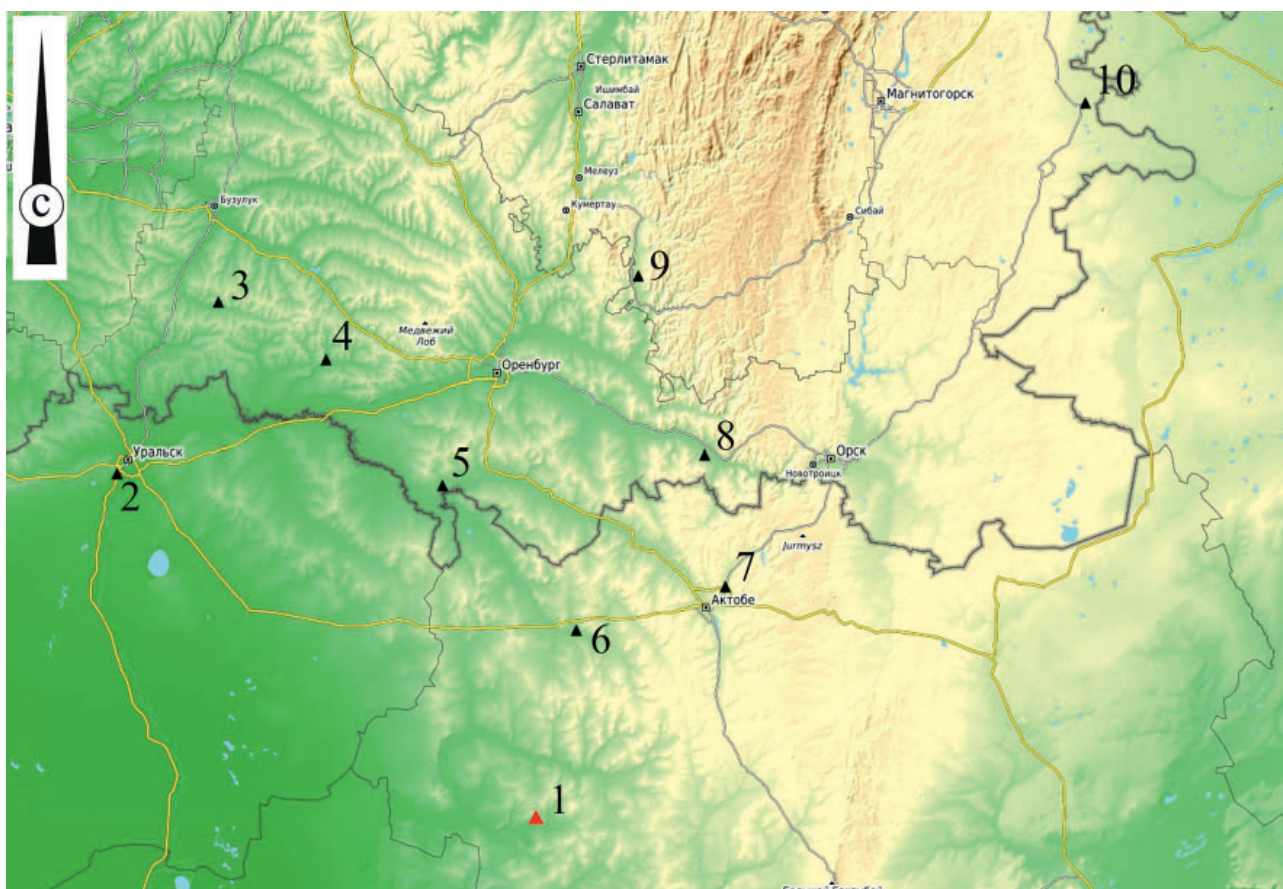 Стерлитамак
Ишимбай
Салават
Магнитогорск
10
Мелеуз
Бузулук
Кумертау
Сибай
С
9
3
Медвежий
Лоб
4
Оренбург
8
Уральск
Орск
Новотроицк
5
2
Jurmysz
7
Актобе
6
1